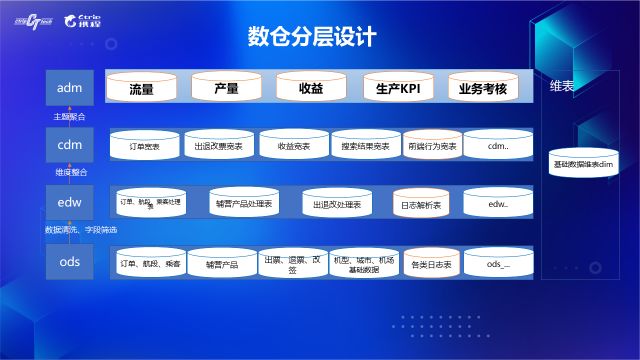 ctrip tech
Ctrip
携程
数仓分层设计
adm
流量
产量
收益
生产KPI
业务考核
维表
主题聚合
cdm
订单宽表
出退改票宽表
收益宽表
搜索结果宽表
前端行为宽表
cdm..
基础数据维表dim
维度整合
edw
订单、航段、乘客处理
表
辅营产品处理表
出退改处理表
日志解析表
edw..
数据清洗、字段筛选
ods
订单、航段、乘客
辅营产品
出票、退票、改
签
机型、城市、机场
基础数据
各类日志表
ods_...